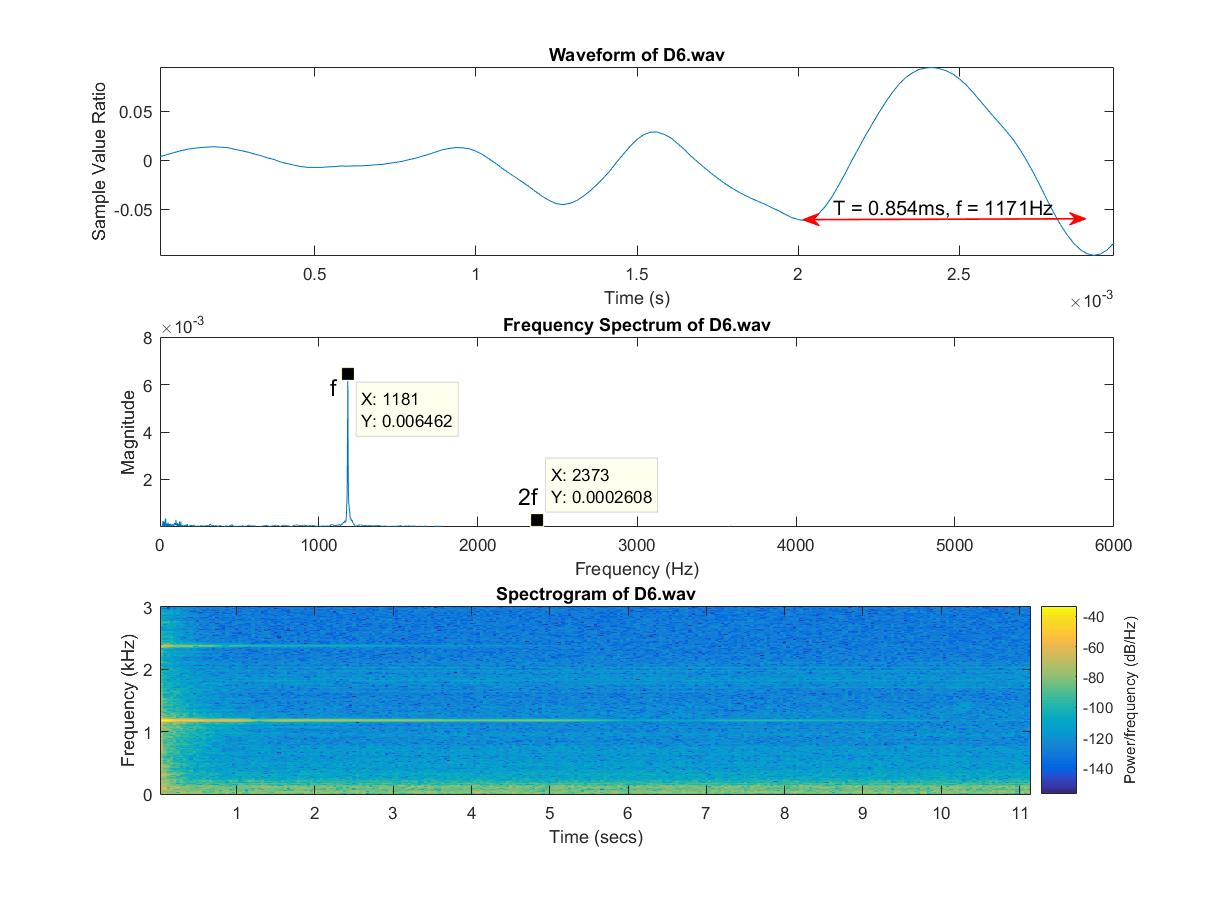 Waveform of D6.wav
Sample Value Ratio
0.05
0
-0.05
T = 0.854ms, f = 1171Hz
0.5 1 1.5 2 2.5
Time (s)
×10-3
×10-3
Frequency Spectrum of D6.wav
Magnitude
8
6
4
2
f
X: 1181
Y: 0.006462
2f
X: 2373
Y: 0.0002608
0 1000 2000 3000 4000 5000 6000
Frequency (Hz)
Spectrogram of D6.wav
Frequency (kHz)
3
2
1
0
1 2 3 4 5 6 7 8 9 10 11
Time (secs)
-40
-60
-80
-100
-120
-140
Power/frequency (dB/Hz)